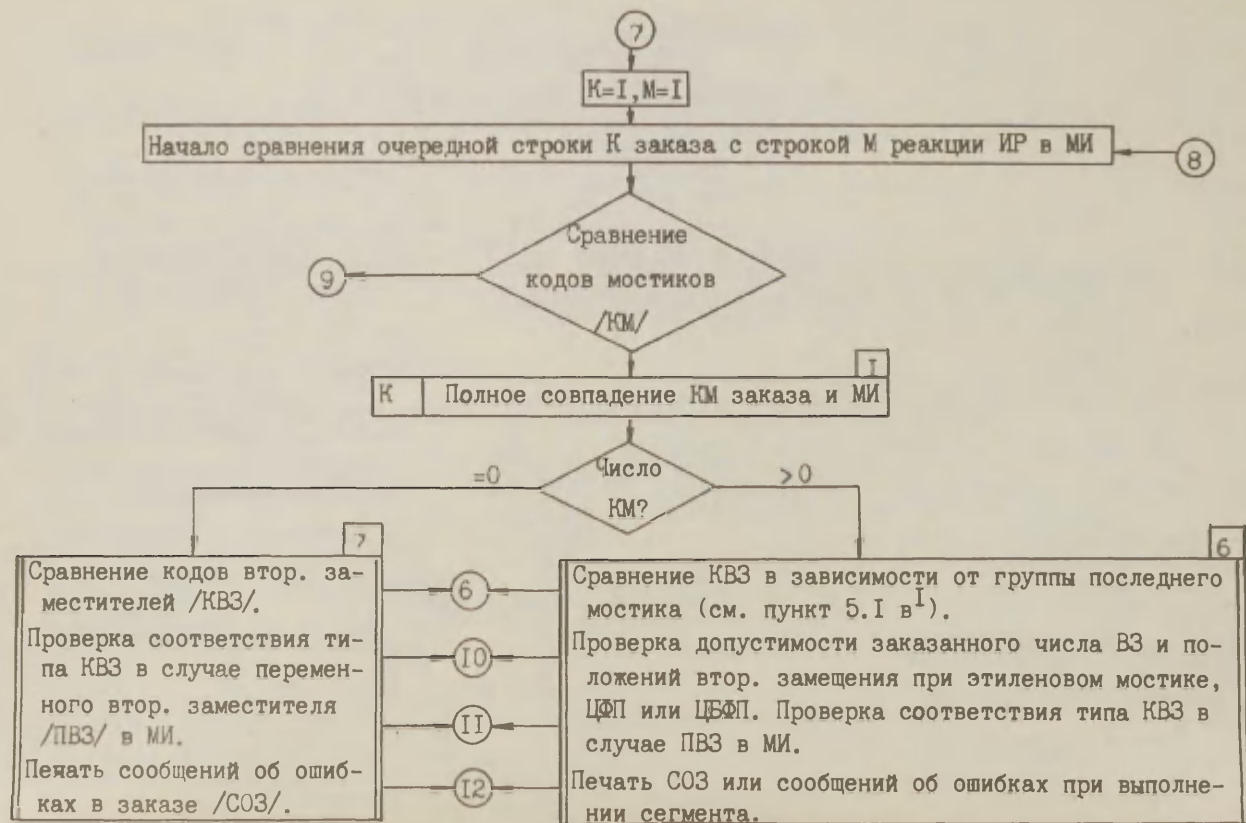 7
K=I,M=I
Начало сравнения очередной строки К заказа с строкой М реакции ИР в МИ
8
Сравнение
кодов мостиков
/КМ/
9
I
К Полное совпадение КМ заказа и МИ
=0
Число
КМ?
>0
7
Сравнение кодов втор. за-
местителей /КВЗ/.
Проверка соответствия ти-
па КВЗ в случае перемен-
ного втор. заместителя
/ПВЗ/ в МИ.
Печать сообщений об ошиб-
ках в заказе /СОЗ/.
6
10
II
I2
6
Сравнение КВЗ в зависимости от группы последнего
мостика (см. пункт 5.I в^I).
Проверка допустимости заказанного числа ВЗ и по-
ложений втор. замещения при этиленовом мостике,
ЦФП или ЦБФП. Проверка соответствия типа КВЗ в
случае ПВЗ в МИ.
Печать СОЗ или сообщений об ошибках при выполне-
нии сегмента.